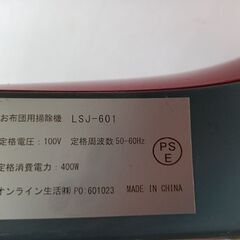 お布団用掃除機 LSJ-601
定格電圧：100V 定格周波数50-60Hz
定格消費電力：400W
オンライン生活㈱ PO:601023 MADE IN CHINA
PS
E